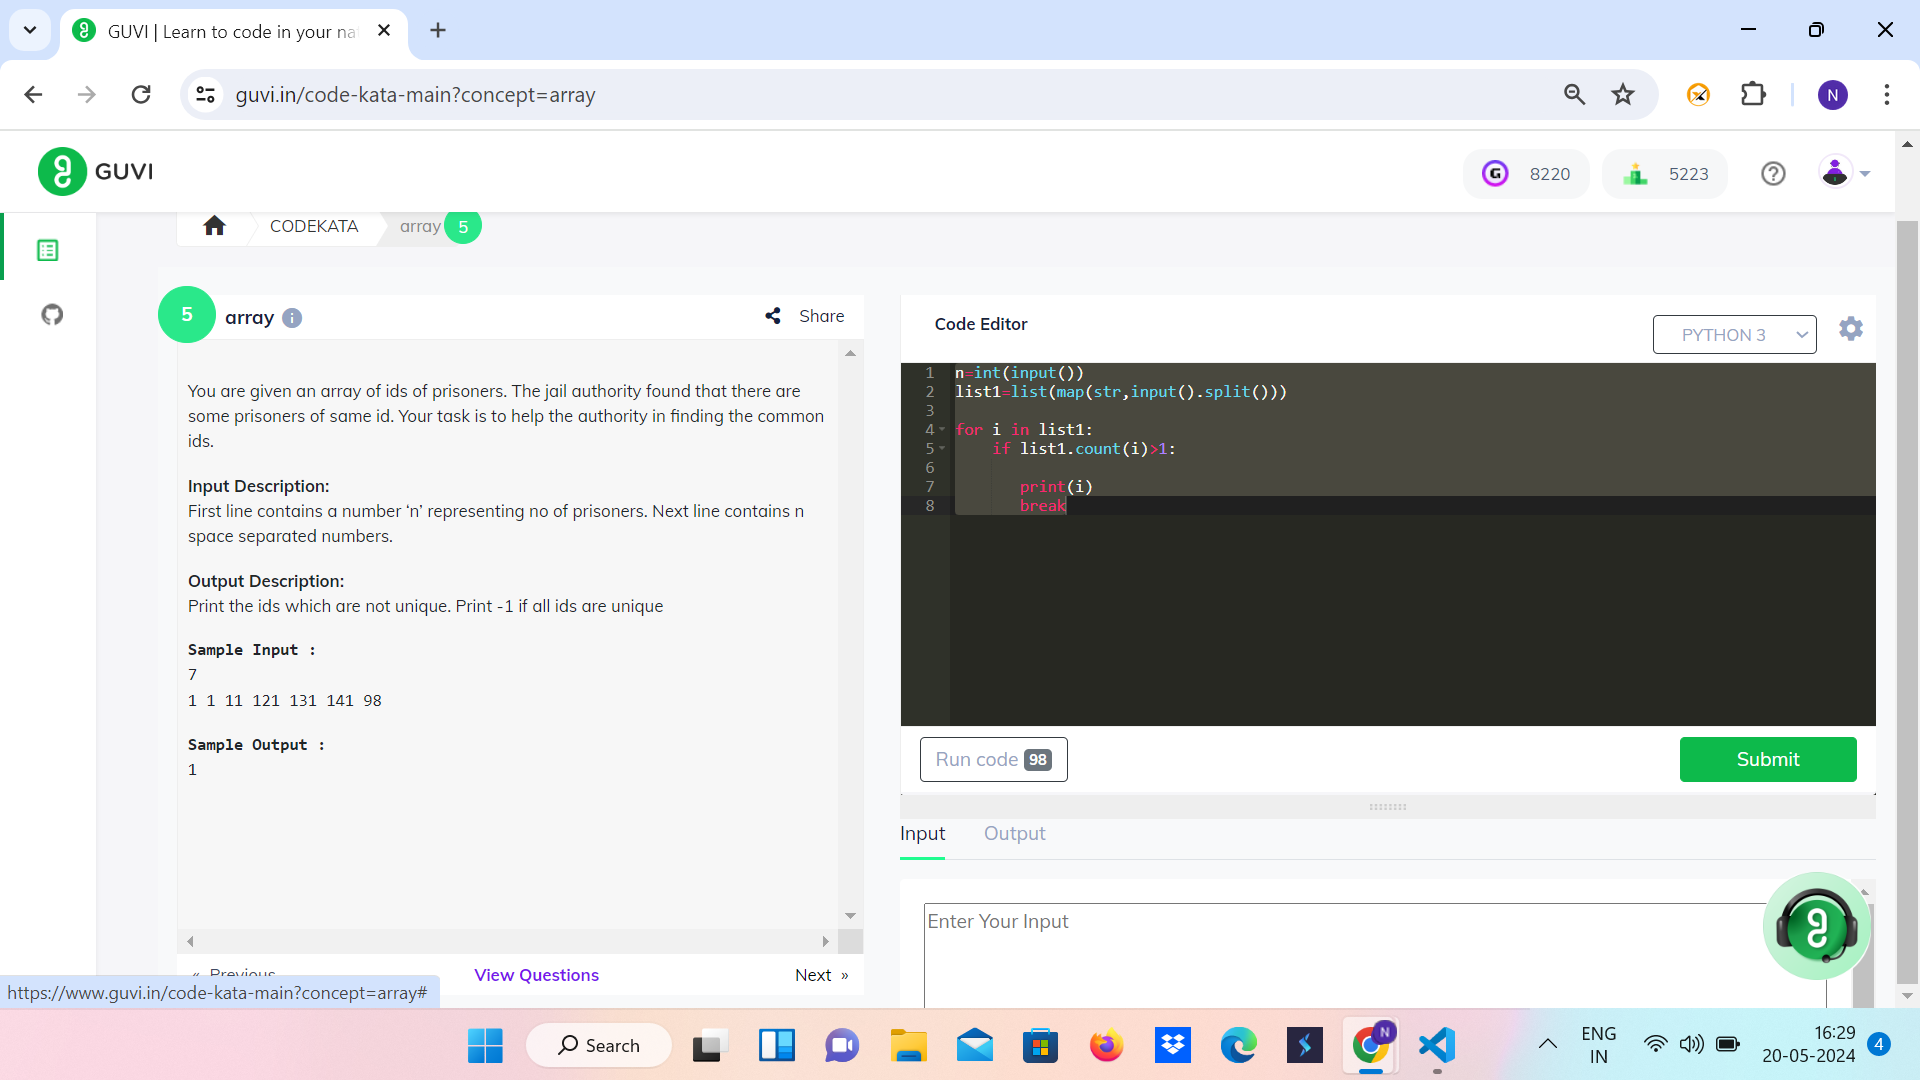 GUVI | Learn to code in your na
guvi.in/code-kata-main?concept=array
N
GUVI
G 8220
5223
CODEKATA
array 5
5 array
Share
You are given an array of ids of prisoners. The jail authority found that there are
some prisoners of same id. Your task is to help the authority in finding the common
ids.
Input Description:
First line contains a number ‘n’ representing no of prisoners. Next line contains n
space separated numbers.
Output Description:
Print the ids which are not unique. Print -1 if all ids are unique
Sample Input :
7
1 1 11 121 131 141 98
Sample Output :
1
« Previous
View Questions
Next »
Code Editor
PYTHON 3
1 n=int(input())
2 list1=list(map(str,input().split()))
3
4 for i in list1:
5     if list1.count(i)>1:
6
7        print(i)
8        break
Run code 98
Submit
Input
Output
Enter Your Input
https://www.guvi.in/code-kata-main?concept=array#
Search
N
ENG
IN
16:29
20-05-2024
4